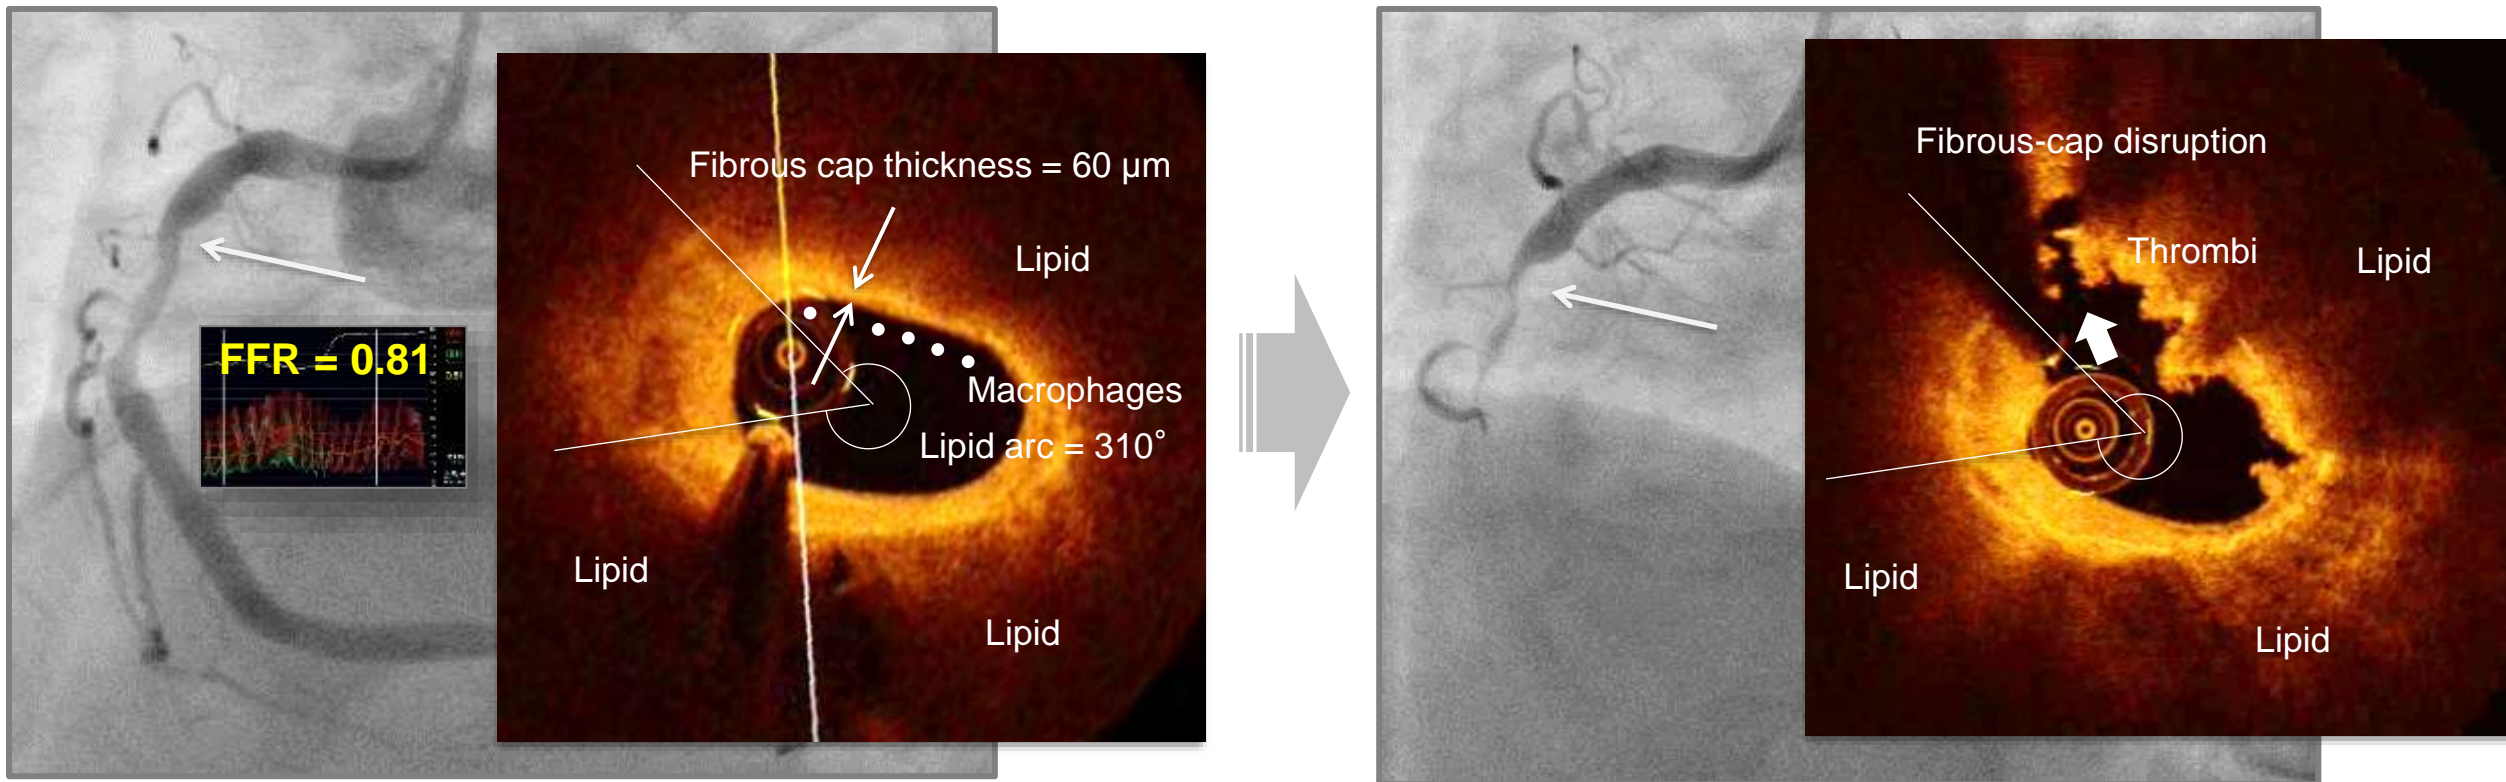 Fibrous cap thickness = 60 μm
Lipid
FFR = 0.81
Macrophages
Lipid arc = 310°
Lipid
Lipid
Fibrous-cap disruption
Thrombi
Lipid
Lipid
Lipid